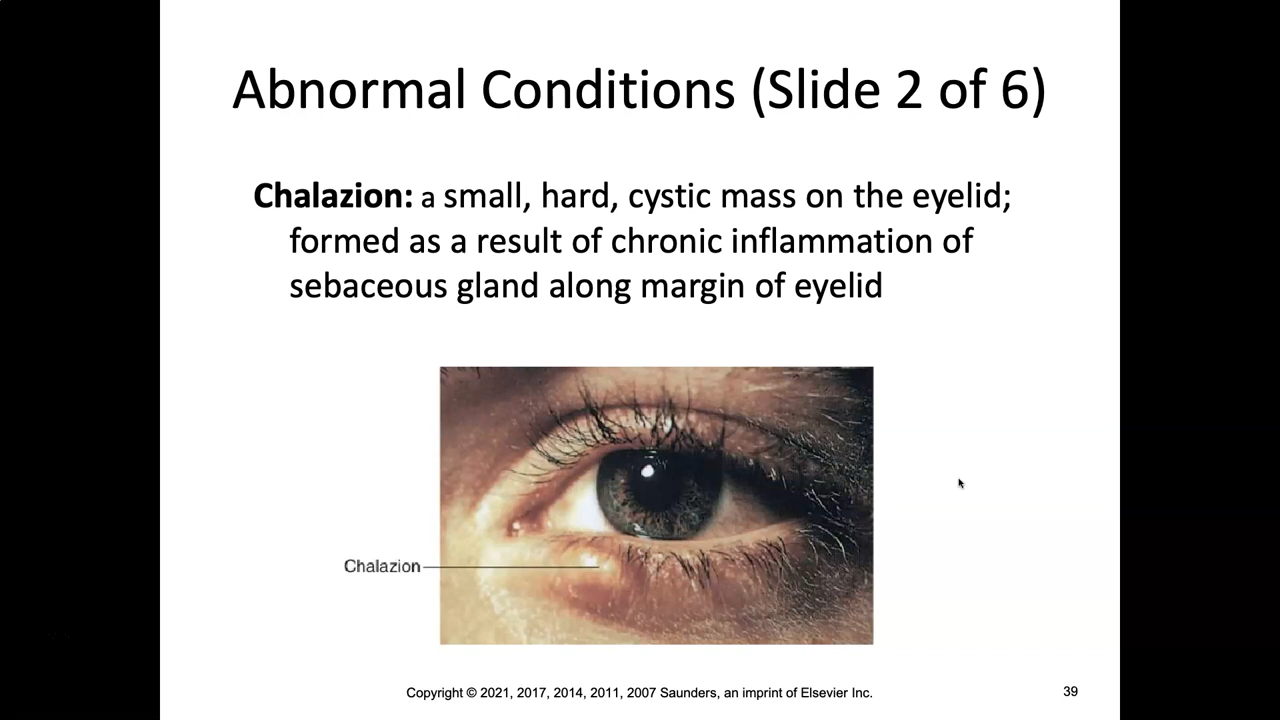 Abnormal Conditions (Slide 2 of 6)
Chalazion: a small, hard, cystic mass on the eyelid;
formed as a result of chronic inflammation of
sebaceous gland along margin of eyelid
Chalazion
Copyright © 2021, 2017, 2014, 2011, 2007 Saunders, an imprint of Elsevier Inc.
39